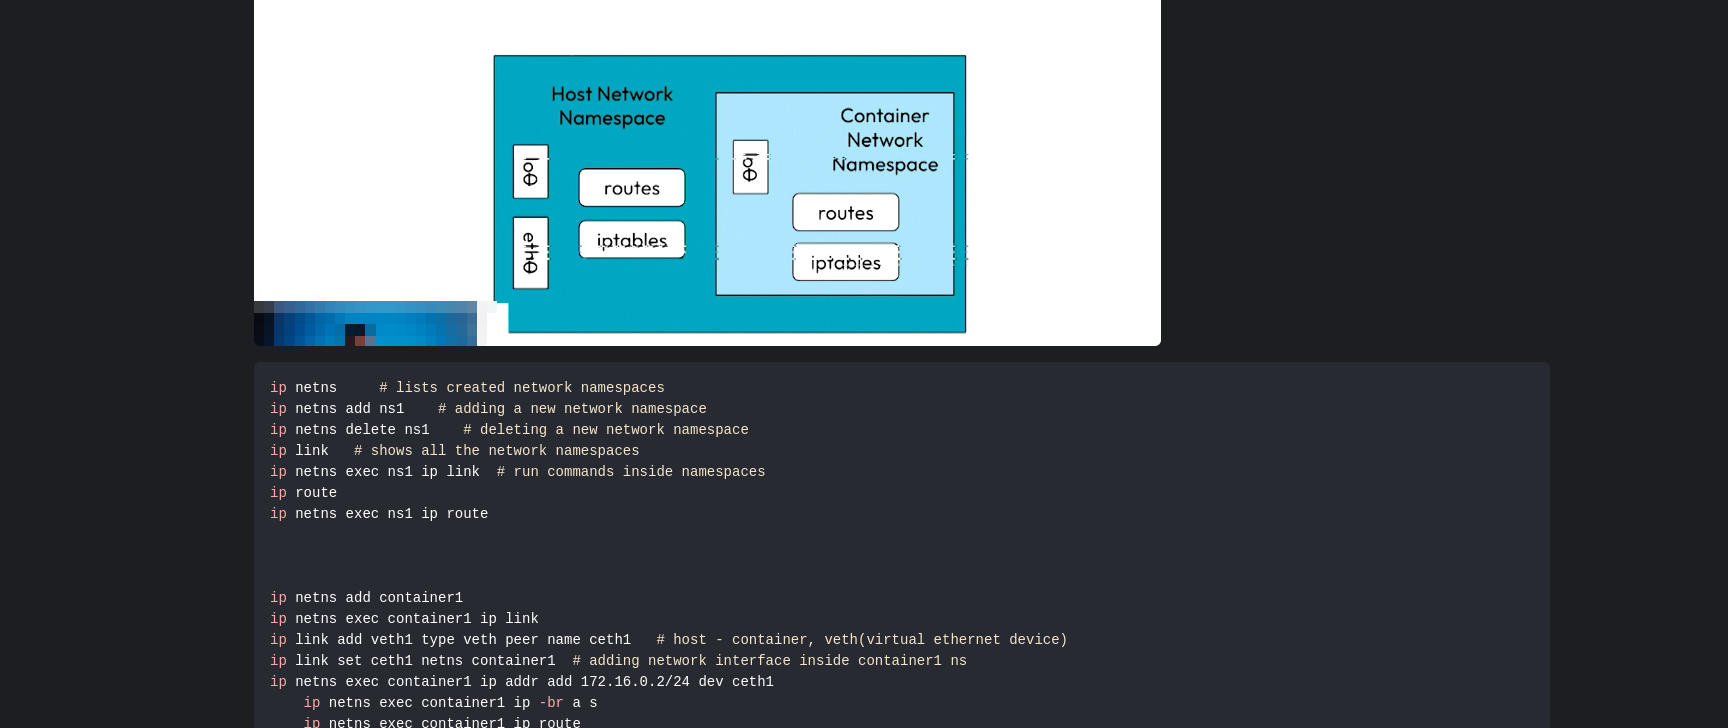 Host Network
Namespace
Container
Network
Namespace
lo0
lo0
routes
routes
eth0
iptables
iptables
ip netns     # lists created network namespaces
ip netns add ns1    # adding a new network namespace
ip netns delete ns1    # deleting a new network namespace
ip link   # shows all the network namespaces
ip netns exec ns1 ip link  # run commands inside namespaces
ip route
ip netns exec ns1 ip route
ip netns add container1
ip netns exec container1 ip link
ip link add veth1 type veth peer name ceth1   # host - container, veth(virtual ethernet device)
ip link set ceth1 netns container1  # adding network interface inside container1 ns
ip netns exec container1 ip addr add 172.16.0.2/24 dev ceth1
    ip netns exec container1 ip -br a s
    ip netns exec container1 ip route